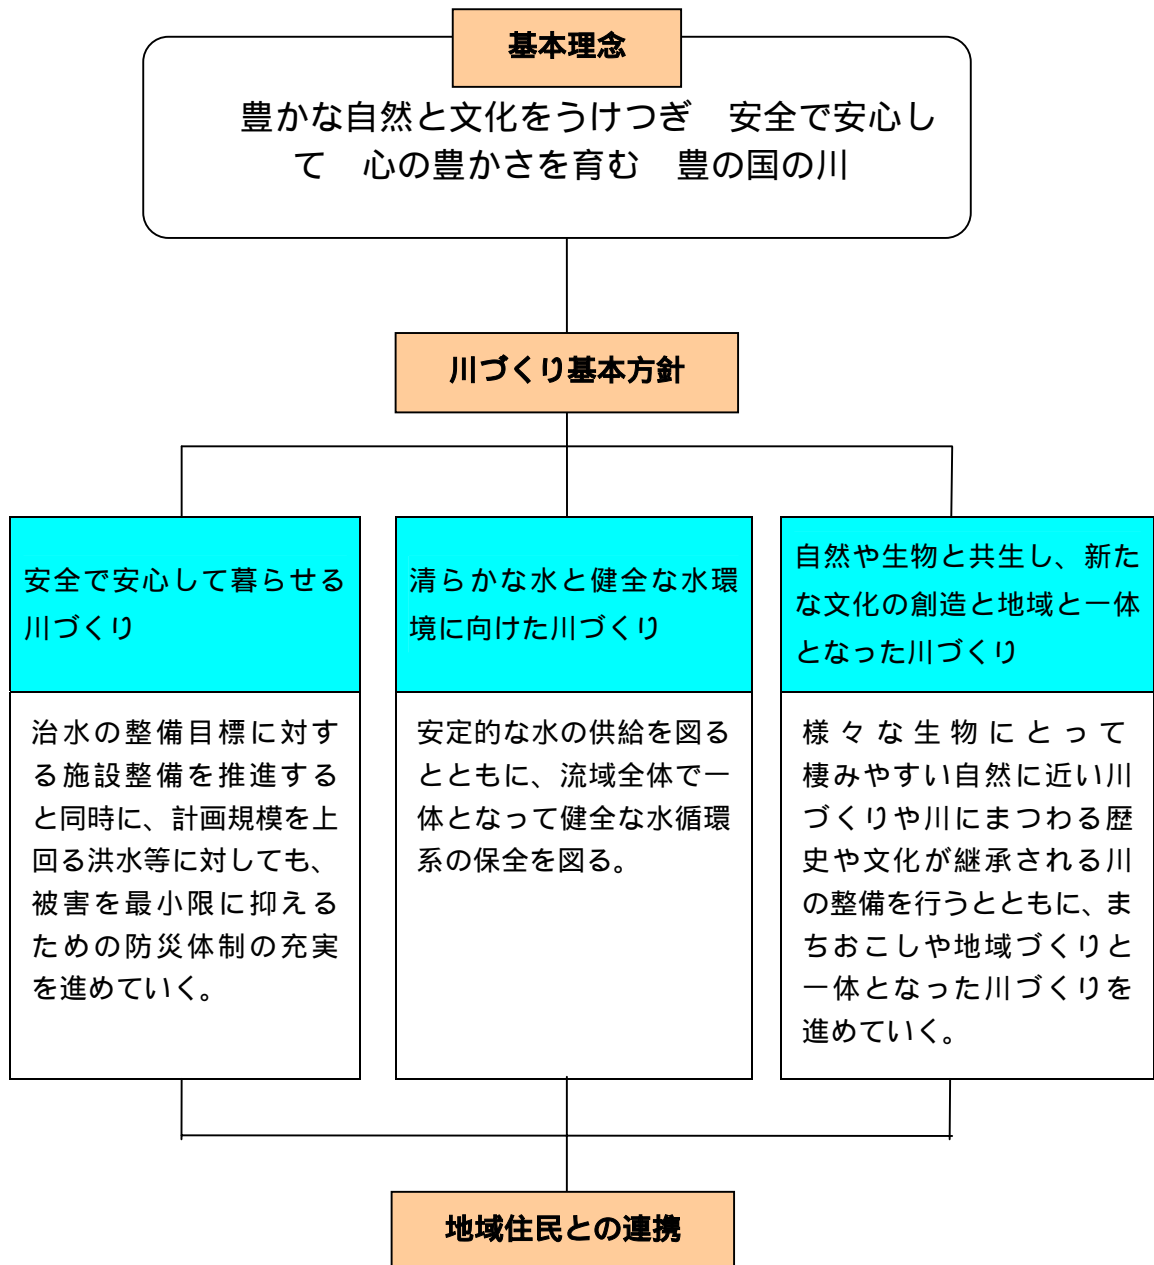 基本理念
豊かな自然と文化をうけつぎ　安全で安心し
て　心の豊かさを育む　豊の国の川
川づくり基本方針
安全で安心して暮らせる
川づくり
治水の整備目標に対す
る施設整備を推進する
と同時に、計画規模を上
回る洪水等に対しても、
被害を最小限に抑える
ための防災体制の充実
を進めていく。
清らかな水と健全な水環
境に向けた川づくり
安定的な水の供給を図る
とともに、流域全体で一
体となって健全な水循環
系の保全を図る。
自然や生物と共生し、新た
な文化の創造と地域と一体
となった川づくり
様々な生物にとって
棲みやすい自然に近い川
づくりや川にまつわる歴
史や文化が継承される川
の整備を行うとともに、ま
ちおこしや地域づくりと
一体となった川づくりを
進めていく。
地域住民との連携